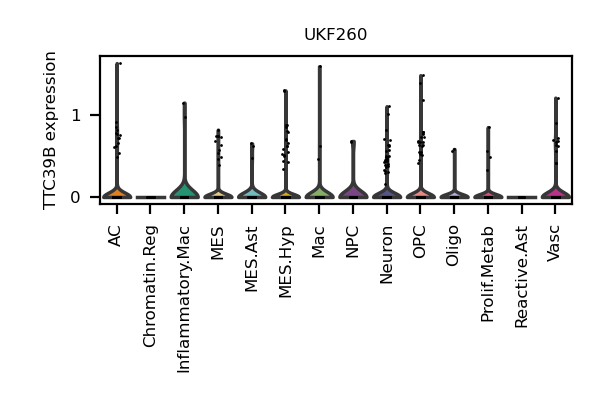 UKF260
TTC39B expression
1
0
AC
Chromatin.Reg
Inflammatory.Mac
MES
MES.Ast
MES.Hyp
Mac
NPC
Neuron
OPC
Oligo
Prolif.Metab
Reactive.Ast
Vasc